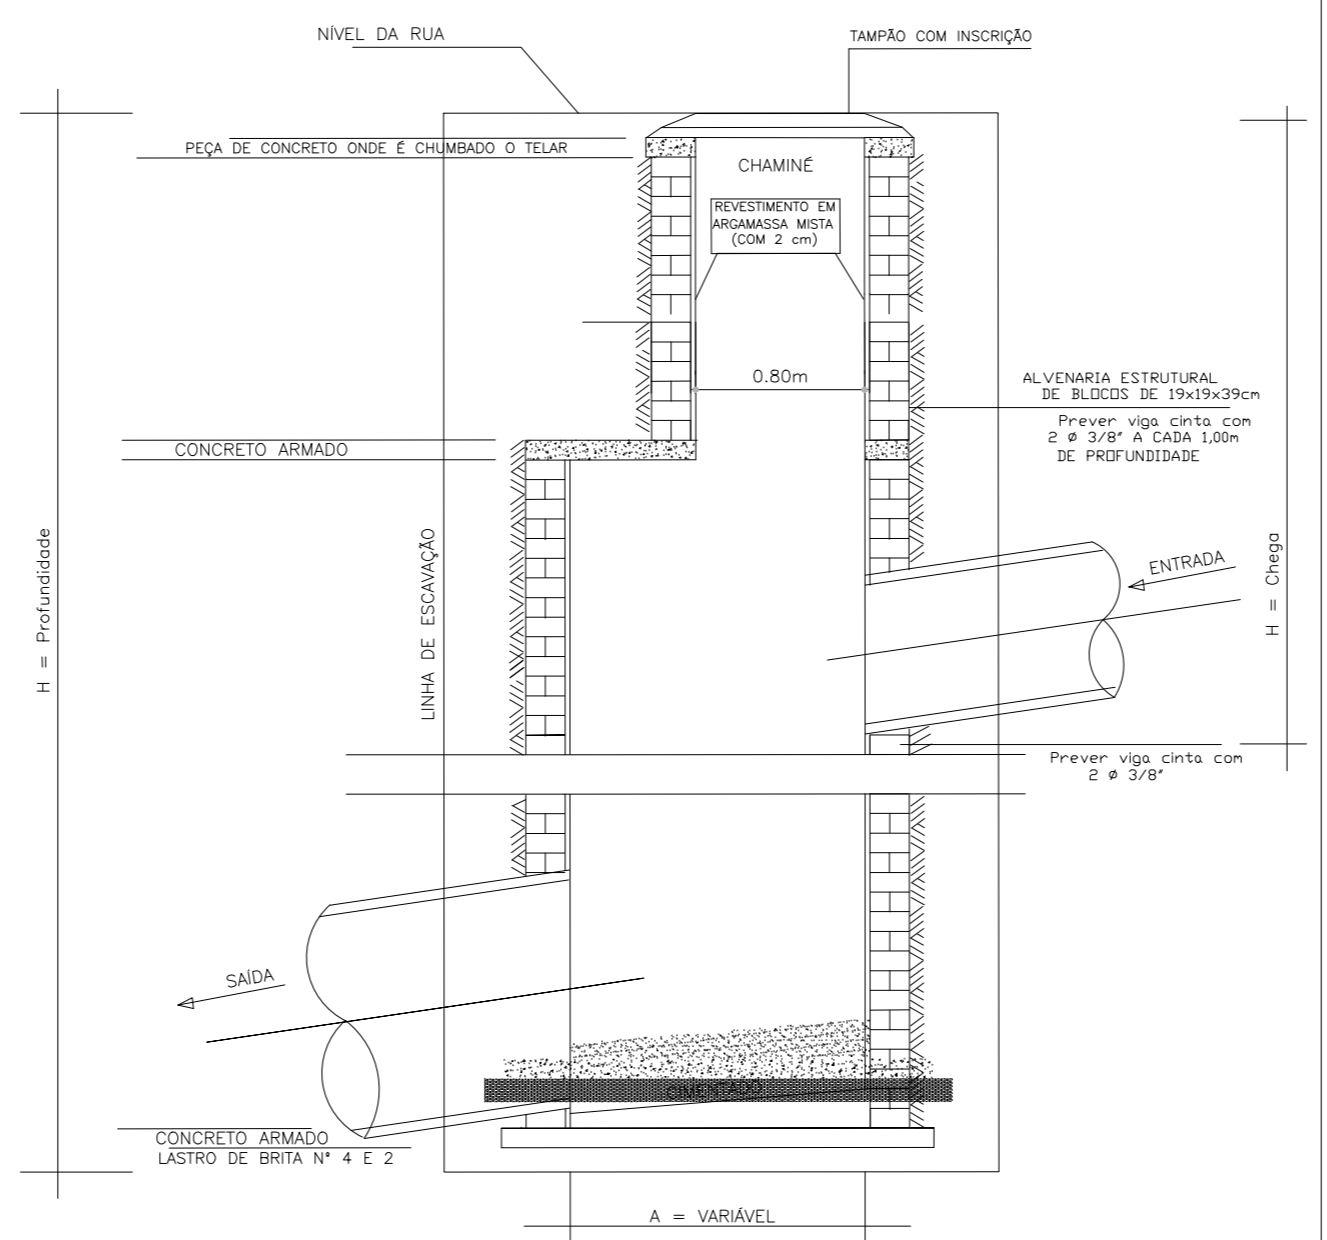 NÍVEL DA RUA
TAMPÃO COM INSCRIÇÃO
PEÇA DE CONCRETO ONDE É CHUMBADO O TELAR
CHAMINÉ
REVESTIMENTO EM
ARGAMASSA MISTA
(COM 2 cm)
0.80m
ALVENARIA ESTRUTURAL
DE BLOCOS DE 19x19x39cm
Prever viga cinta com
2 Ø 3/8" A CADA 1,00m
DE PROFUNDIDADE
CONCRETO ARMADO
H = Profundidade
LINHA DE ESCAVAÇÃO
ENTRADA
H = Chega
Prever viga cinta com
2 Ø 3/8"
SAÍDA
CIMENTADO
CONCRETO ARMADO
LASTRO DE BRITA N° 4 E 2
A = VARIÁVEL